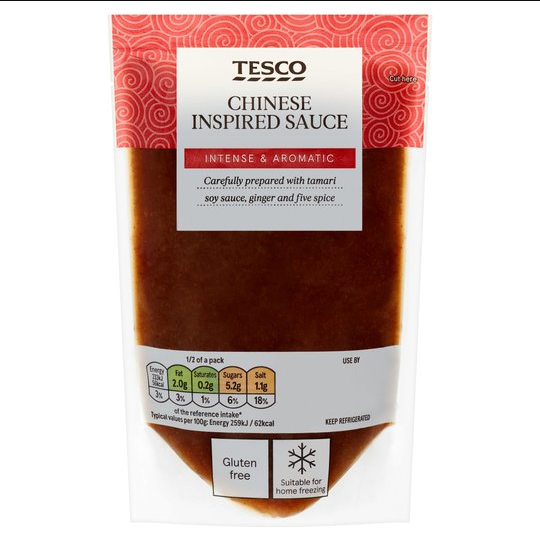 TESCO
Cut here
CHINESE
INSPIRED SAUCE
INTENSE & AROMATIC
Carefully prepared with tamari
soy sauce, ginger and five spice
1/2 of a pack
USE BY
Energy Fat Saturates Sugars Salt
2.0g 0.2g 5.2g 1.1g
3% 3% 1% 6% 18%
of the reference intake*
Typical values per 100g: Energy 259kJ / 62kcal
KEEP REFRIGERATED
Gluten
free
Suitable for
home freezing